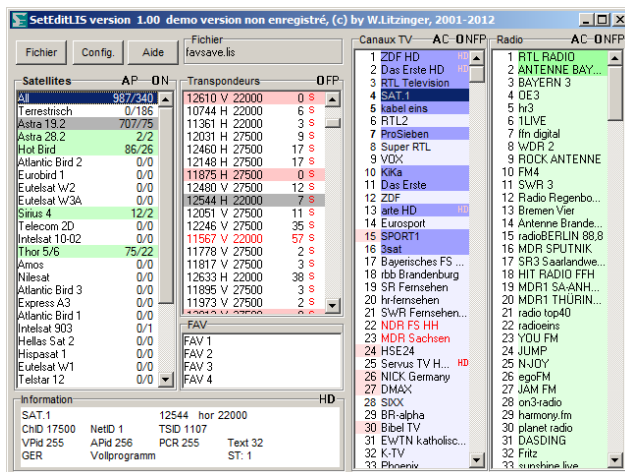 SetEditLIS version 1.00 demo version non enregistré, (c) by W.Litzinger, 2001-2012
Fichier
Config.
Aide
Fichier
favsave.lis
Satellites AP ON
All 987/340
Terrestrisch 0/186
Astra 19.2 707/75
Astra 28.2 2/2
Hot Bird 86/26
Atlantic Bird 2 0/0
Eurobird 1 0/0
Eutelsat W2 0/0
Eutelsat W3A 0/0
Sirius 4 12/2
Telecom 2D 0/0
Intelsat 10-02 0/0
Thor 5/6 75/22
Amos 0/0
Nilesat 0/0
Atlantic Bird 3 0/0
Express A3 0/0
Atlantic Bird 1 0/0
Intelsat 903 0/1
Hellas Sat 2 0/0
Hispasat 1 0/0
Eutelsat W1 0/0
Telstar 12 0/0
Transpondeurs OFP
12610 V 22000 0 S
10744 H 22000 6 S
11361 H 22000 3 S
12031 H 27500 9 S
12460 H 27500 17 S
12148 H 27500 17 S
11875 H 27500 0 S
12480 V 27500 12 S
12544 H 22000 7 S
12051 V 27500 11 S
12246 V 27500 35 S
11567 V 22000 57 S
11778 V 27500 2 S
11817 V 27500 3 S
12633 H 22000 38 S
11895 V 27500 3 S
11973 V 27500 2 S
FAV
FAV 1
FAV 2
FAV 3
FAV 4
Information HD
SAT.1 12544 hor 22000
ChID 17500 NetID 1 TSID 1107
VPid 255 APid 256 PCR 255 Text 32
GER Vollprogramm ST: 1
Canaux TV AC ONFP
1 ZDF HD HD
2 Das Erste HD HD
3 RTL Television
4 SAT.1
5 kabel eins
6 RTL2
7 ProSieben
8 Super RTL
9 VOX
10 KiKa
11 Das Erste
12 ZDF
13 arte HD HD
14 Eurosport
15 SPORT1
16 3sat
17 Bayerisches FS ...
18 rbb Brandenburg
19 SR Fernsehen
20 hr-fernsehen
21 SWR Fernsehen...
22 NDR FS HH
23 MDR Sachsen
24 HSE24
25 Servus TV H... HD
26 NICK Germany
27 DMAX
28 SIXX
29 BR-alpha
30 Bibel TV
31 EWTN katholisc...
32 K-TV
33 Phoenix
Radio AC ONFP
1 RTL RADIO
2 ANTENNE BAY...
3 BAYERN 3
4 OE3
5 hr3
6 1LIVE
7 ffn digital
8 WDR 2
9 ROCK ANTENNE
10 FM4
11 SWR 3
12 Radio Regenbo...
13 Bremen Vier
14 Antenne Brande...
15 radioBERLIN 88,8
16 MDR SPUTNIK
17 SR3 Saarlandwe...
18 HIT RADIO FFH
19 MDR1 SA-ANH...
20 MDR1 THÜRIN...
21 radio top40
22 radioeins
23 YOU FM
24 JUMP
25 N-JOY
26 egoFM
27 JAM FM
28 on3-radio
29 harmony.fm
30 planet radio
31 DASDING
32 Fritz
33 sunshine live